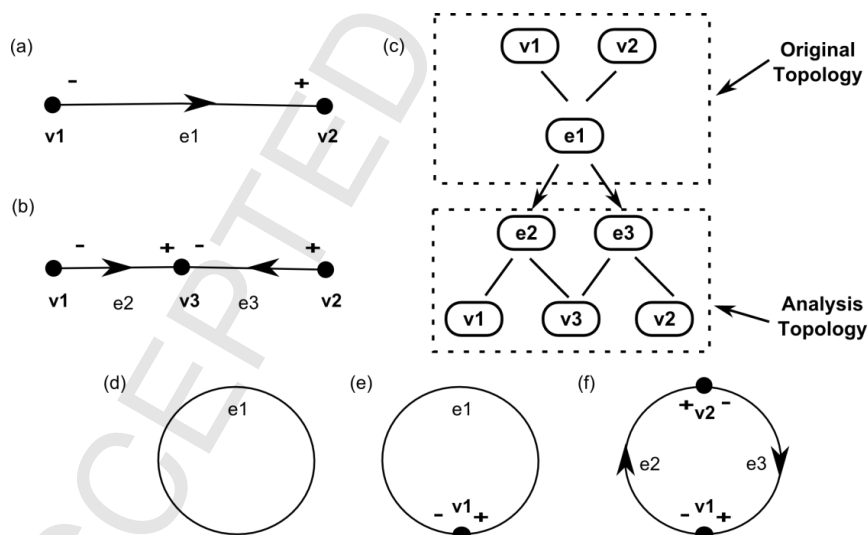 (a)
- +
v1 e1 v2
(b)
- + - +
v1 e2 v3 e3 v2
(c)
v1 v2
e1
Original
Topology
e2 e3
v1 v3 v2
Analysis
Topology
(d)
e1
(e)
e1
v1
- +
(f)
+ v2 -
e2 e3
- v1 +
CEPTED